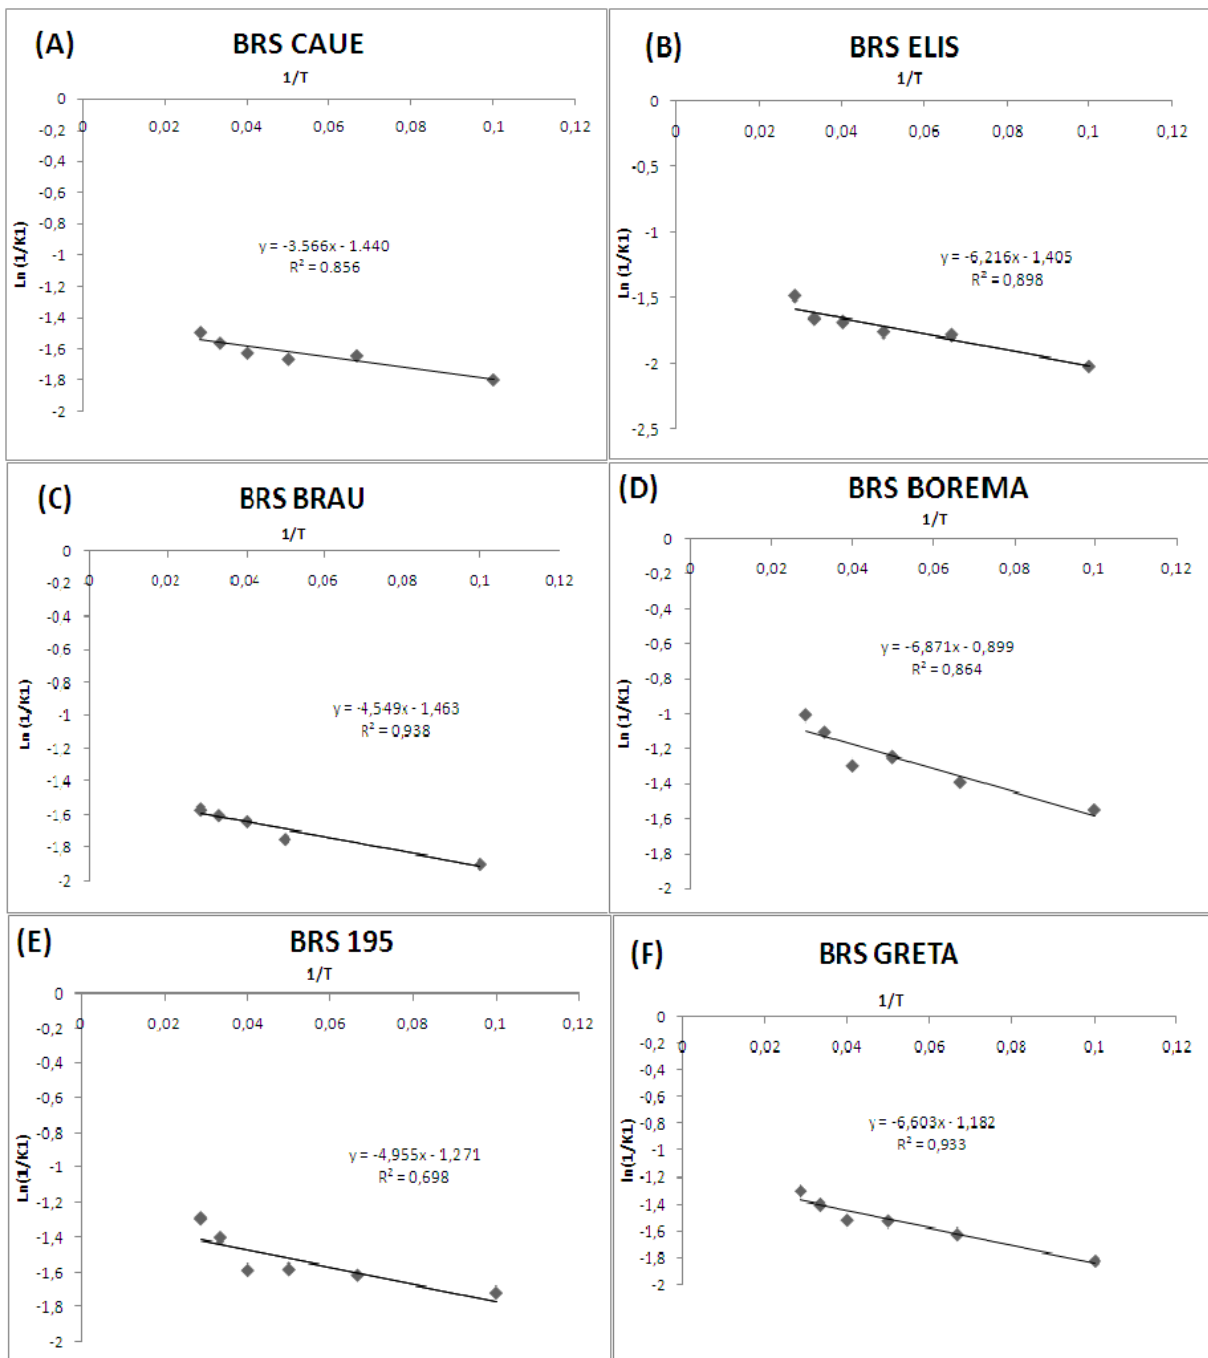 (A)
BRS CAUE
1/T
0
0 0,02 0,04 0,06 0,08 0,1 0,12
-0,2
-0,4
-0,6
-0,8
-1
-1,2
-1,4
-1,6
-1,8
-2
Ln (1/K1)
y = -3.566x - 1.440
R² = 0.856
(B)
BRS ELIS
1/T
0
0 0,02 0,04 0,06 0,08 0,1 0,12
-0,5
-1
-1,5
-2
-2,5
Ln (1/K1)
y = -6,216x - 1,405
R² = 0,898
(C)
BRS BRAU
1/T
0
0 0,02 0,04 0,06 0,08 0,1 0,12
-0,2
-0,4
-0,6
-0,8
-1
-1,2
-1,4
-1,6
-1,8
-2
Ln (1/K1)
y = -4,549x - 1,463
R² = 0,938
(D)
BRS BOREMA
1/T
0
0 0,02 0,04 0,06 0,08 0,1 0,12
-0,2
-0,4
-0,6
-0,8
-1
-1,2
-1,4
-1,6
-1,8
-2
Ln (1/K1)
y = -6,871x - 0,899
R² = 0,864
(E)
BRS 195
1/T
0
0 0,02 0,04 0,06 0,08 0,1 0,12
-0,2
-0,4
-0,6
-0,8
-1
-1,2
-1,4
-1,6
-1,8
-2
Ln(1/K1)
y = -4,955x - 1,271
R² = 0,698
(F)
BRS GRETA
1/T
0
0 0,02 0,04 0,06 0,08 0,1 0,12
-0,2
-0,4
-0,6
-0,8
-1
-1,2
-1,4
-1,6
-1,8
-2
ln(1/K1)
y = -6,603x - 1,182
R² = 0,933